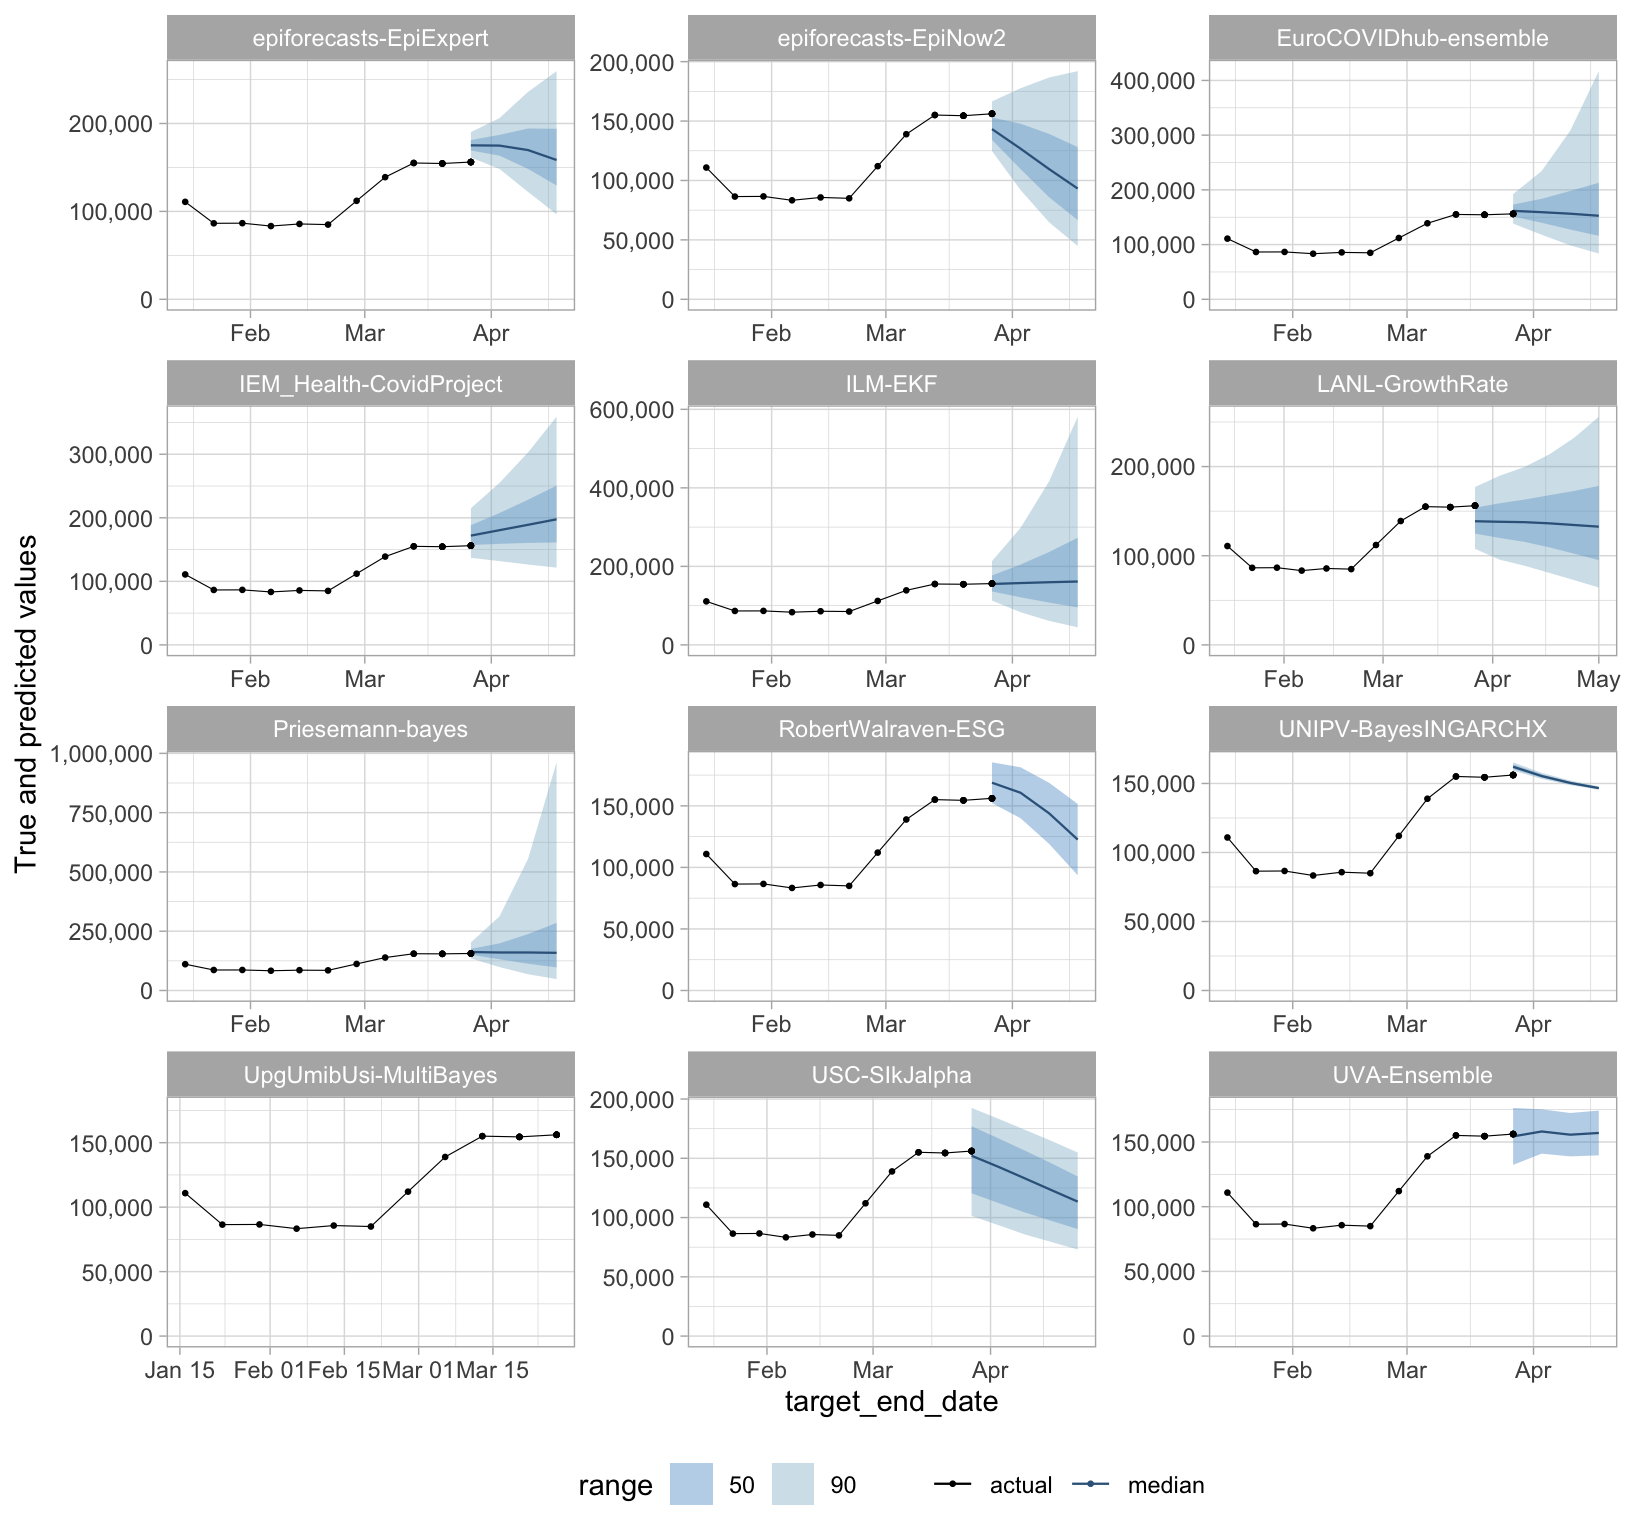 epiforecasts-EpiExpert
epiforecasts-EpiNow2
EuroCOVIDhub-ensemble
200,000
100,000
0
200,000
150,000
100,000
50,000
0
400,000
300,000
200,000
100,000
0
Feb Mar Apr
Feb Mar Apr
Feb Mar Apr
IEM_Health-CovidProject
ILM-EKF
LANL-GrowthRate
300,000
200,000
100,000
0
600,000
400,000
200,000
0
200,000
100,000
0
Feb Mar Apr
Feb Mar Apr
Feb Mar Apr May
True and predicted values
Priesemann-bayes
RobertWalraven-ESG
UNIPV-BayesINGARCHX
1,000,000
750,000
500,000
250,000
0
150,000
100,000
50,000
0
150,000
100,000
50,000
0
Feb Mar Apr
Feb Mar Apr
Feb Mar Apr
UpgUmibUsi-MultiBayes
USC-SIkJalpha
UVA-Ensemble
150,000
100,000
50,000
0
200,000
150,000
100,000
50,000
0
150,000
100,000
50,000
0
Jan 15 Feb 01 Feb 15 Mar 01 Mar 15
Feb Mar Apr
Feb Mar Apr
target_end_date
range 50 90 actual median